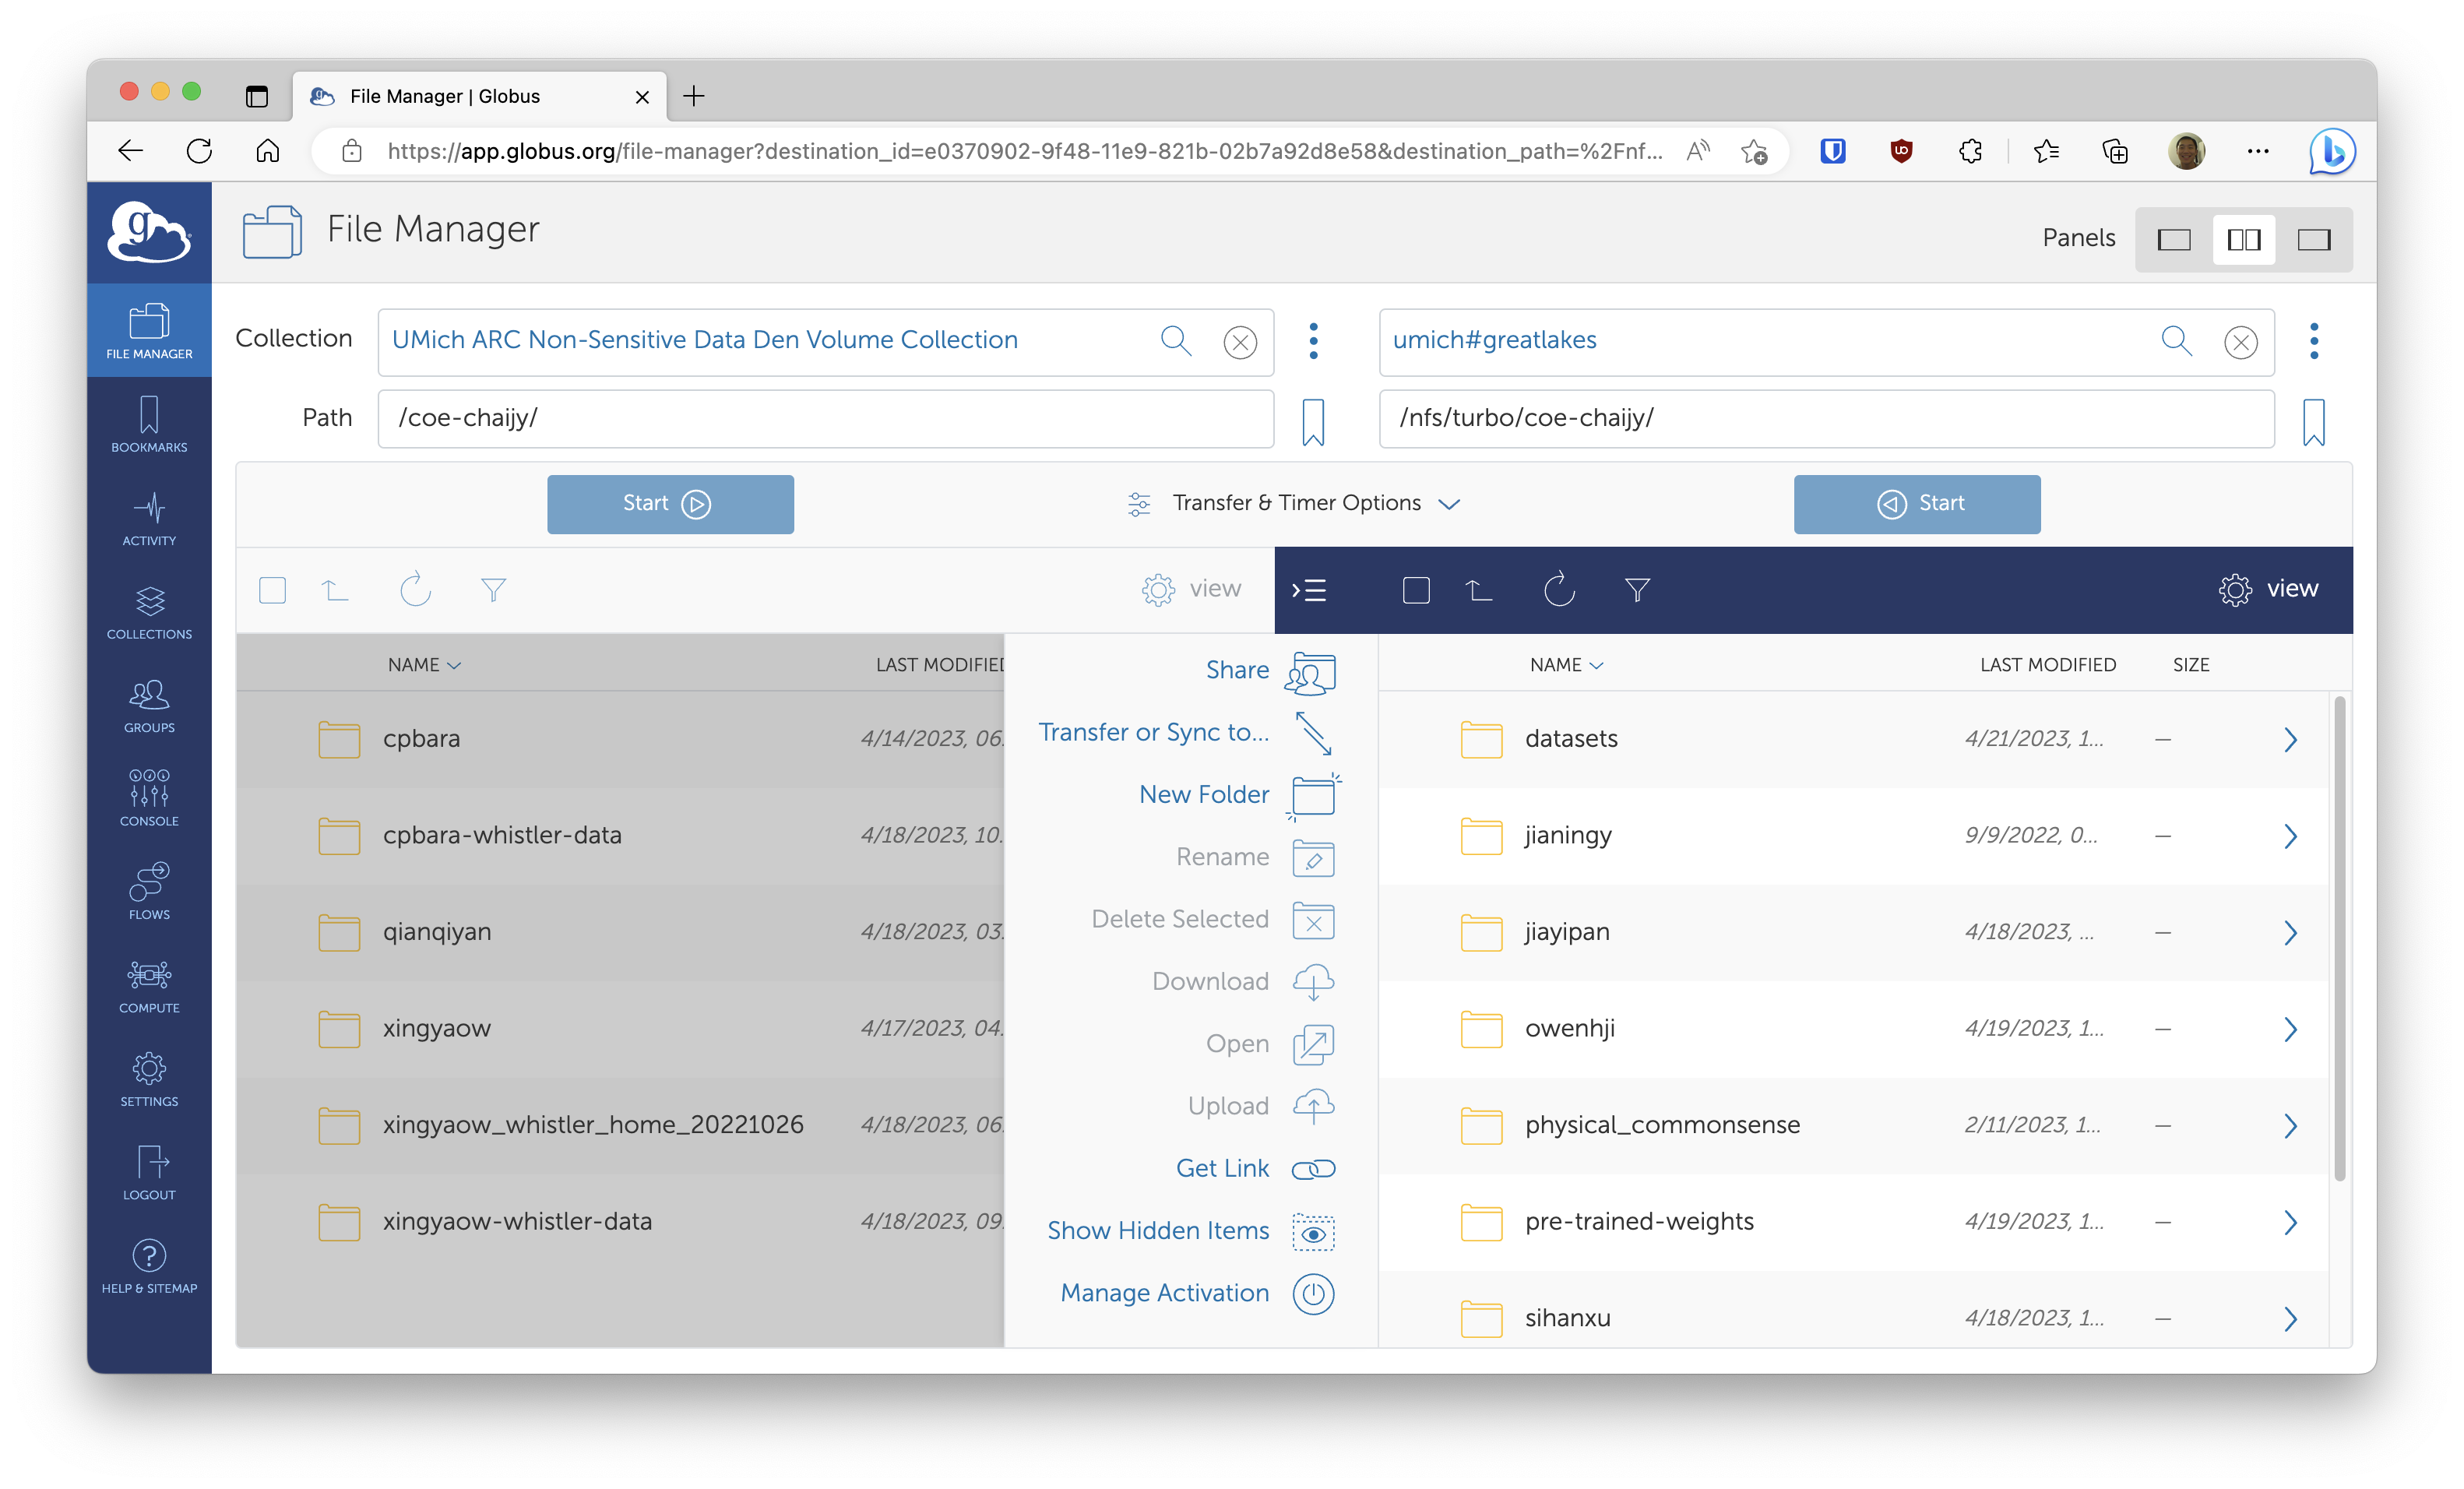 File Manager | Globus
https://app.globus.org/file-manager?destination_id=e0370902-9f48-11e9-821b-02b7a92d8e58&destination_path=%2Fnf...
g
File Manager
Panels
FILE MANAGER
BOOKMARKS
ACTIVITY
COLLECTIONS
GROUPS
CONSOLE
FLOWS
COMPUTE
SETTINGS
LOGOUT
HELP & SITEMAP
Collection
UMich ARC Non-Sensitive Data Den Volume Collection
umich#greatlakes
Path
/coe-chaijy/
/nfs/turbo/coe-chaijy/
Start
Transfer & Timer Options
Start
view
NAME
LAST MODIFIED
cpbara 4/14/2023, 06.
cpbara-whistler-data 4/18/2023, 10.
qianqiyan 4/18/2023, 03.
xingyaow 4/17/2023, 04.
xingyaow_whistler_home_20221026 4/18/2023, 06.
xingyaow-whistler-data 4/18/2023, 09.
Share
Transfer or Sync to...
New Folder
Rename
Delete Selected
Download
Open
Upload
Get Link
Show Hidden Items
Manage Activation
view
NAME LAST MODIFIED SIZE
datasets 4/21/2023, 1... —
jianingy 9/9/2022, 0... —
jiayipan 4/18/2023, ... —
owenhji 4/19/2023, 1... —
physical_commonsense 2/11/2023, 1... —
pre-trained-weights 4/19/2023, 1... —
sihanxu 4/18/2023, 1... —